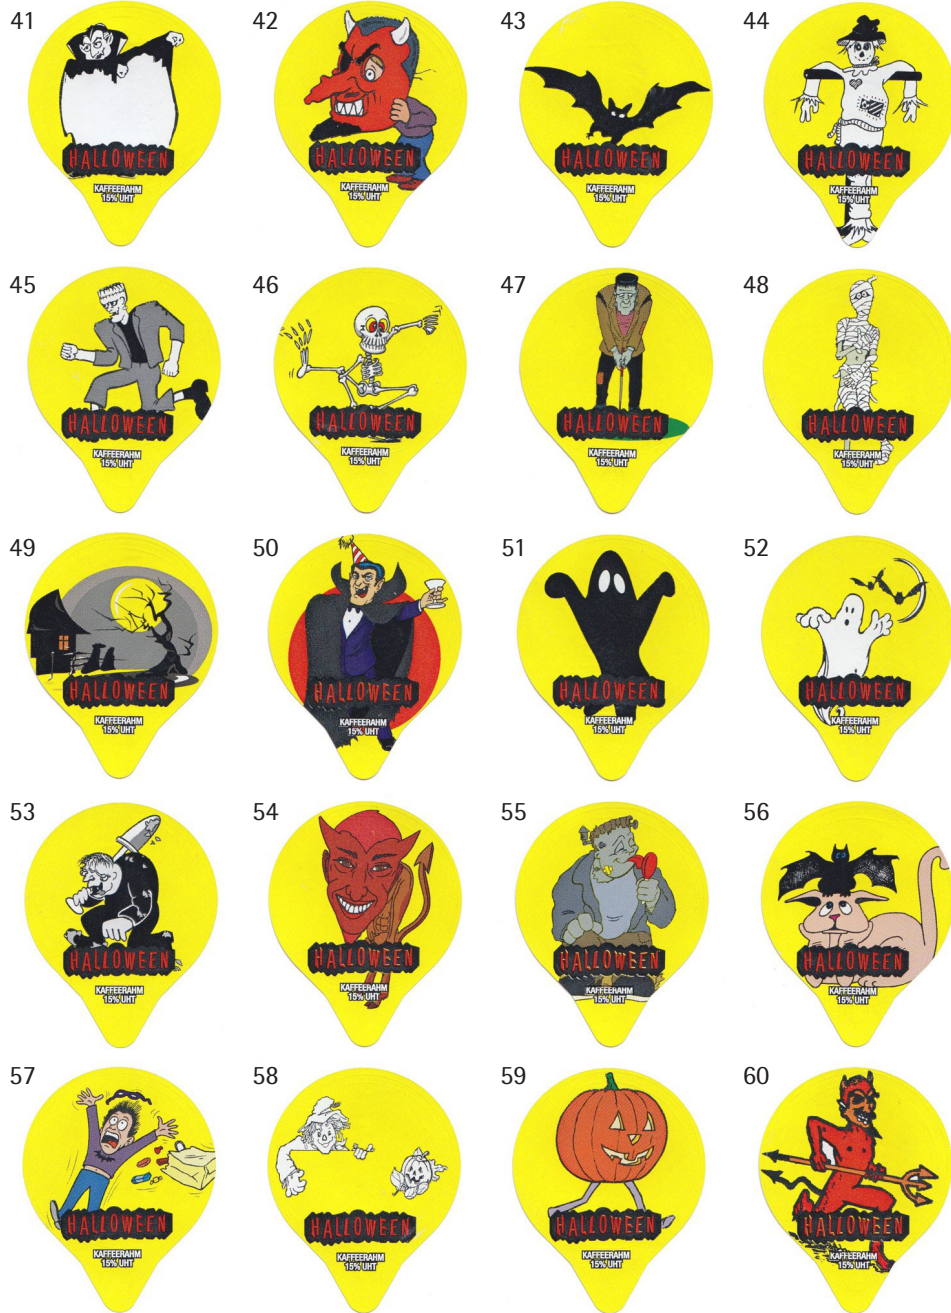 41
HALLOWEEN
KAFFEERAHM
15% UHT
42
HALLOWEEN
KAFFEERAHM
15% UHT
43
HALLOWEEN
KAFFEERAHM
15% UHT
44
HALLOWEEN
KAFFEERAHM
15% UHT
45
HALLOWEEN
KAFFEERAHM
15% UHT
46
HALLOWEEN
KAFFEERAHM
15% UHT
47
HALLOWEEN
KAFFEERAHM
15% UHT
48
HALLOWEEN
KAFFEERAHM
15% UHT
49
HALLOWEEN
KAFFEERAHM
15% UHT
50
HALLOWEEN
KAFFEERAHM
15% UHT
51
HALLOWEEN
KAFFEERAHM
15% UHT
52
HALLOWEEN
KAFFEERAHM
15% UHT
53
HALLOWEEN
KAFFEERAHM
15% UHT
54
HALLOWEEN
KAFFEERAHM
15% UHT
55
HALLOWEEN
KAFFEERAHM
15% UHT
56
HALLOWEEN
KAFFEERAHM
15% UHT
57
HALLOWEEN
KAFFEERAHM
15% UHT
58
HALLOWEEN
KAFFEERAHM
15% UHT
59
HALLOWEEN
KAFFEERAHM
15% UHT
60
HALLOWEEN
KAFFEERAHM
15% UHT